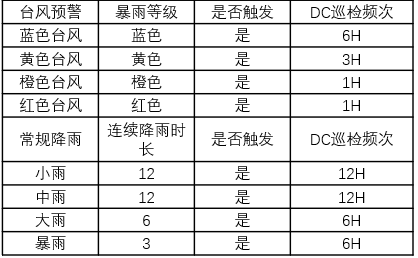 台风预警 暴雨等级 是否触发 DC巡检频次
蓝色台风 蓝色 是 6H
黄色台风 黄色 是 3H
橙色台风 橙色 是 1H
红色台风 红色 是 1H
常规降雨 连续降雨时长 是否触发 DC巡检频次
小雨 12 是 12H
中雨 12 是 12H
大雨 6 是 6H
暴雨 3 是 6H